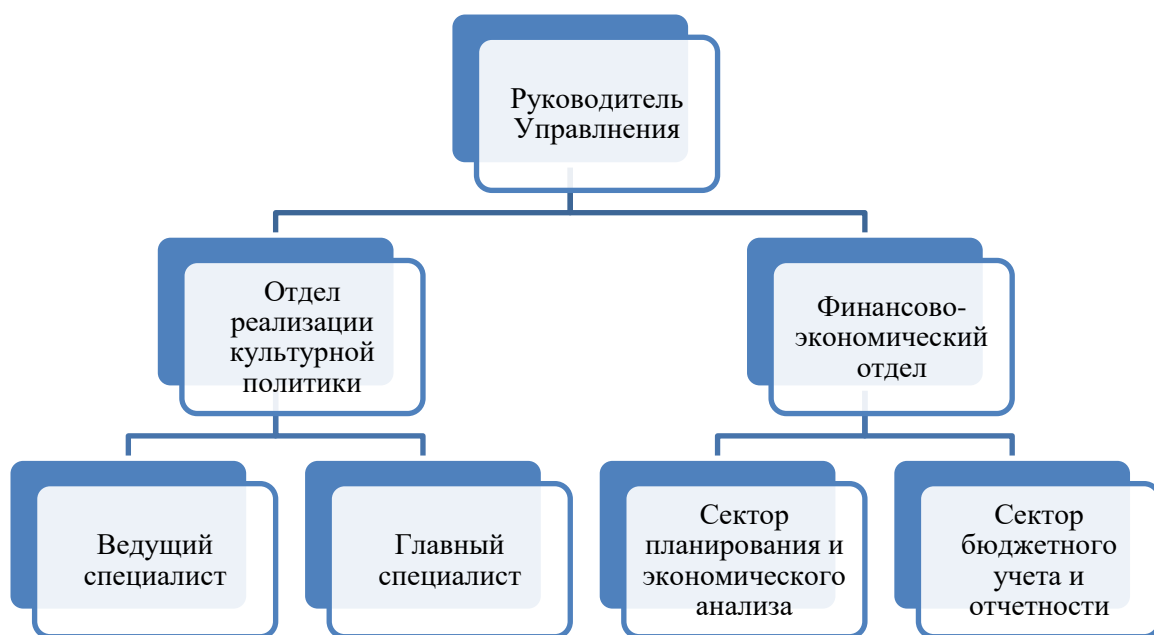 Руководитель
Управлнения
Отдел
реализации
культурной
политики
Финансово-
экономический
отдел
Ведущий
специалист
Главный
специалист
Сектор
планирования и
экономического
анализа
Сектор
бюджетного
учета и
отчетности